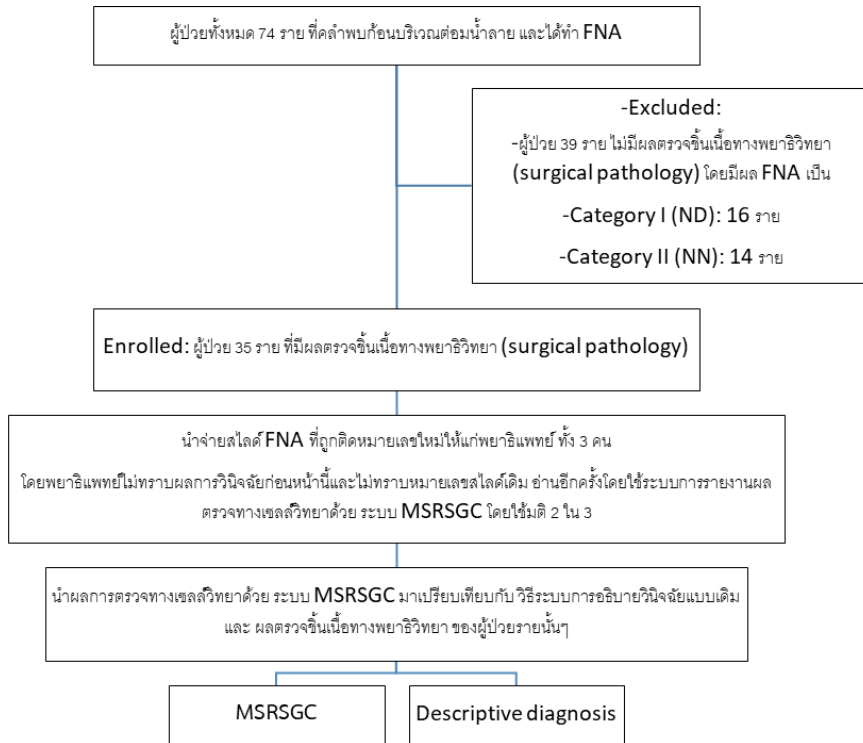 ผู้ป่วยทั้งหมด 74 ราย ที่คลำพบก้อนบริเวณต่อมน้ำลาย และได้ทำ FNA
-Excluded:
-ผู้ป่วย 39 ราย ไม่มีผลตรวจชิ้นเนื้อทางพยาธิวิทยา
(surgical pathology) โดยมีผล FNA เป็น
-Category I (ND): 16 ราย
-Category II (NN): 14 ราย
Enrolled: ผู้ป่วย 35 ราย ที่มีผลตรวจชิ้นเนื้อทางพยาธิวิทยา (surgical pathology)
นำจ่ายสไลด์ FNA ที่ถูกติดหมายเลขใหม่ให้แก่พยาธิแพทย์ ทั้ง 3 คน
โดยพยาธิแพทย์ไม่ทราบผลการวินิจฉัยก่อนหน้านี้และไม่ทราบหมายเลขสไลด์เดิม อ่านอีกครั้งโดยใช้ระบบการรายงานผล
ตรวจทางเซลล์วิทยาด้วย ระบบ MSRSGC โดยใช้มติ 2 ใน 3
นำผลการตรวจทางเซลล์วิทยาด้วย ระบบ MSRSGC มาเปรียบเทียบกับ วิธีระบบการอธิบายวินิจฉัยแบบเดิม
และ ผลตรวจชิ้นเนื้อทางพยาธิวิทยา ของผู้ป่วยรายนั้นๆ
MSRSGC
Descriptive diagnosis